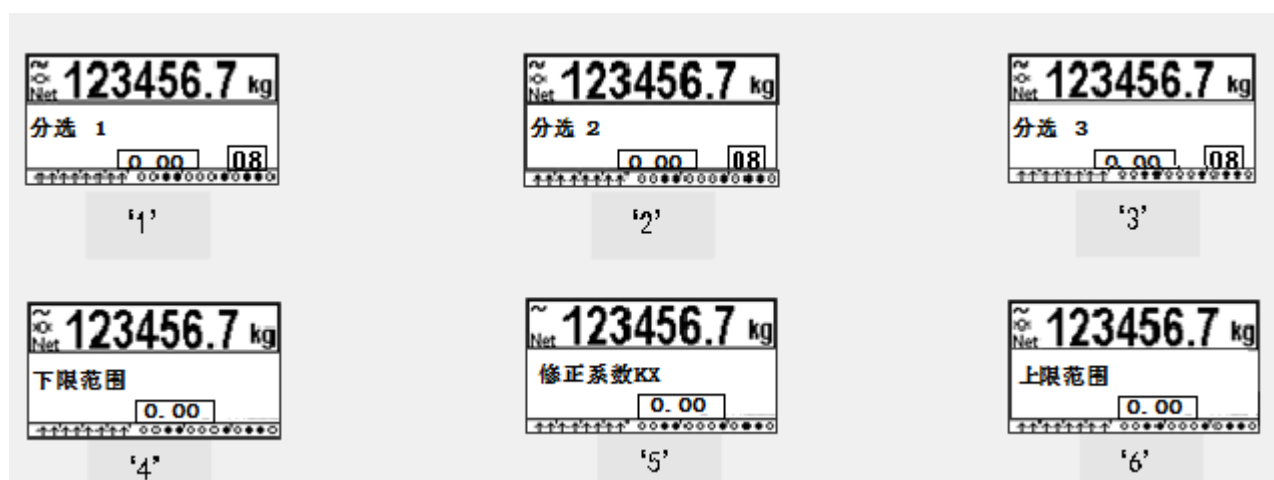 ~ Net 123456.7 kg
分选 1
0.00 08
‘1’
~ Net 123456.7 kg
分选 2
0.00 08
‘2’
~ Net 123456.7 kg
分选 3
0.00 08
‘3’
~ Net 123456.7 kg
下限范围
0.00
‘4’
~ Net 123456.7 kg
修正系数KX
0.00
‘5’
~ Net 123456.7 kg
上限范围
0.00
‘6’